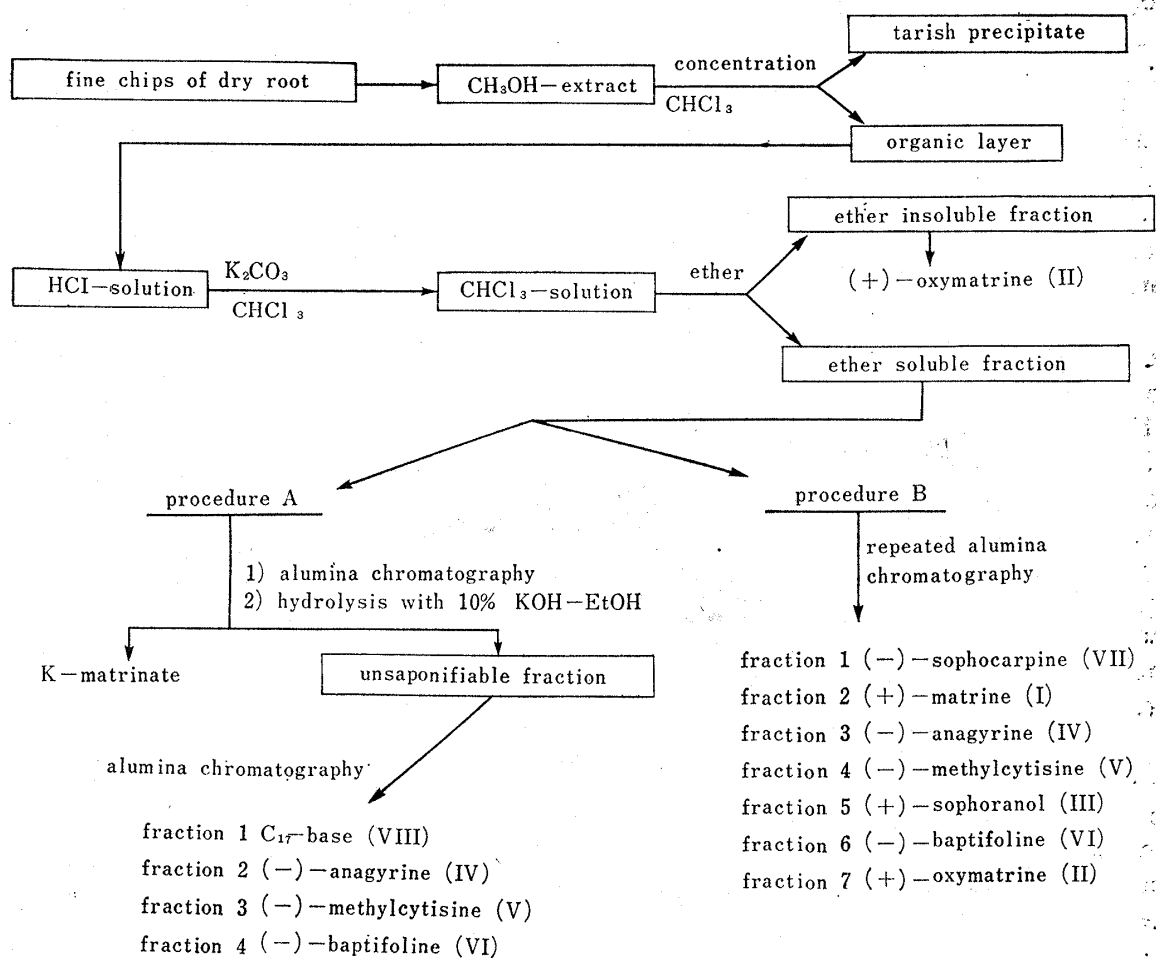 tarish precipitate
fine chips of dry root
CH₃OH—extract
concentration
CHCl₃
organic layer
ether insoluble fraction
(+)—oxymatrine (II)
HCl—solution
K₂CO₃
CHCl₃
CHCl₃—solution
ether
ether soluble fraction
procedure A
1) alumina chromatography
2) hydrolysis with 10% KOH—EtOH
K—matrinate
unsaponifiable fraction
alumina chromatography
fraction 1 C₁₇-base (VIII)
fraction 2 (—)—anagyrine (IV)
fraction 3 (—)—methylcytisine (V)
fraction 4 (—)—baptifoline (VI)
procedure B
repeated alumina
chromatography
fraction 1 (—)—sophocarpine (VII)
fraction 2 (+)—matrine (I)
fraction 3 (—)—anagyrine (IV)
fraction 4 (—)—methylcytisine (V)
fraction 5 (+)—sophoranol (III)
fraction 6 (—)—baptifoline (VI)
fraction 7 (+)—oxymatrine (II)